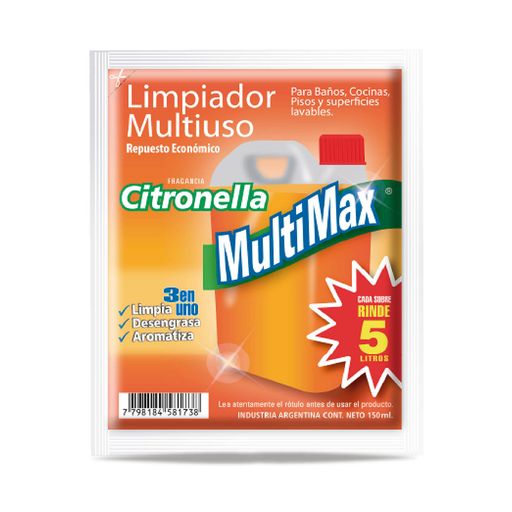 Limpiador
Multiuso
Repuesto Económico
Para Baños, Cocinas,
Pisos y superficies
lavables.
FRAGANCIA
Citronella
MultiMax®
3en
uno
Limpia
Desengrasa
Aromatiza
CADA SOBRE
RINDE
5
LITROS
7 798184 581738
Lea atentamente el rótulo antes de usar el producto.
INDUSTRIA ARGENTINA CONT. NETO 150ml.